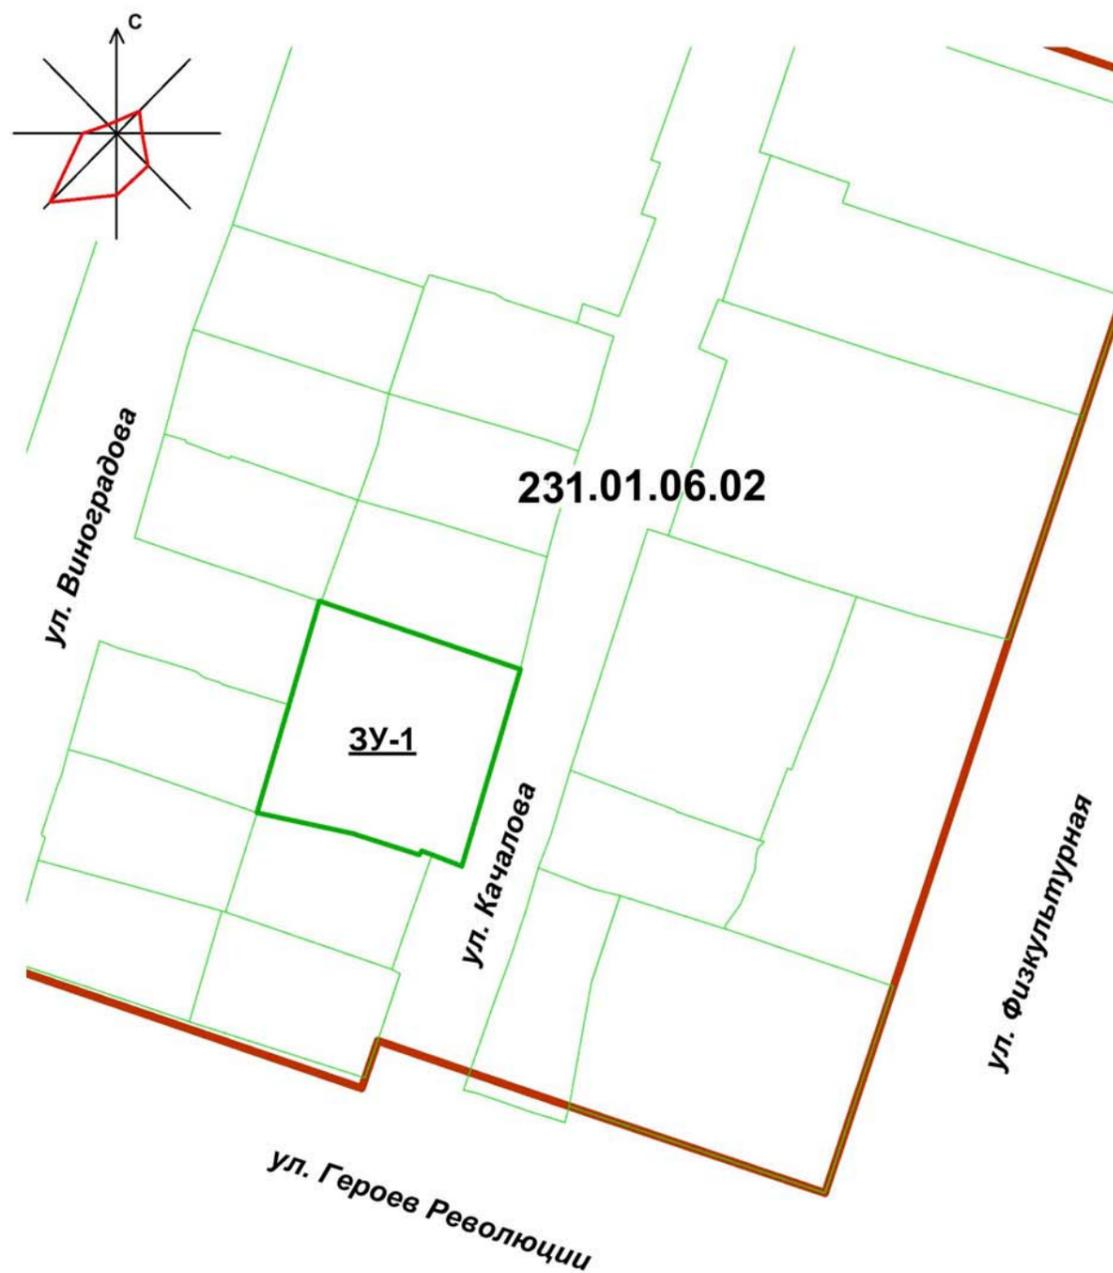 С
ул. Виноградова
231.01.06.02
ЗУ-1
ул. Качалова
ул. Физкультурная
ул. Героев Революции